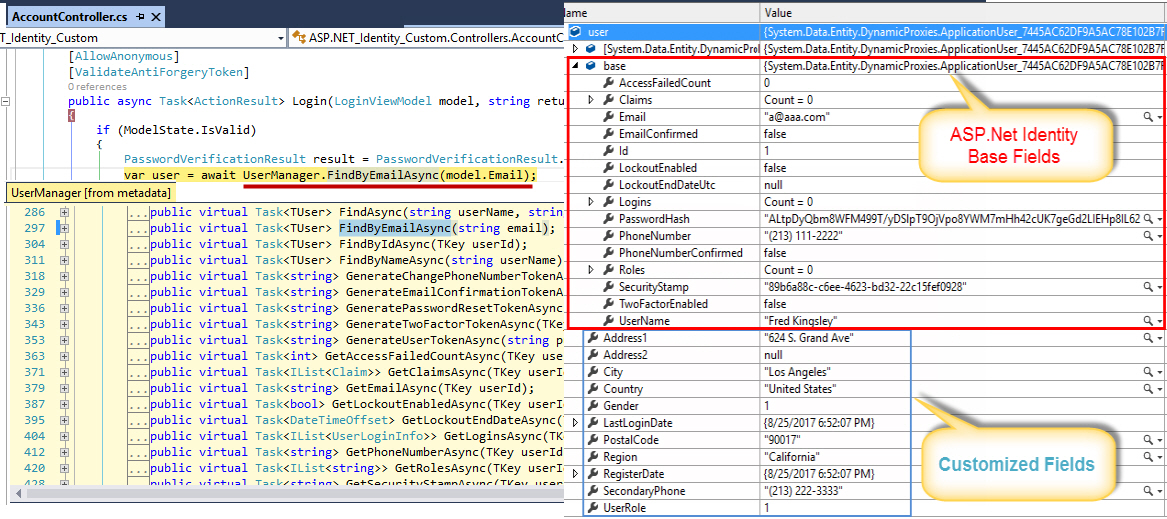 AccountController.cs
T_Identity_Custom
ASP.NET_Identity_Custom.Controllers.AccountC
[AllowAnonymous]
[ValidateAntiForgeryToken]
0 references
public async Task<ActionResult> Login(LoginViewModel model, string retu
{
if (ModelState.IsValid)
{
PasswordVerificationResult result = PasswordVerificationResult.
var user = await UserManager.FindByEmailAsync(model.Email);
UserManager [from metadata]
286 ...public virtual Task<TUser> FindAsync(string userName, strin
297 ...public virtual Task<TUser> FindByEmailAsync(string email);
304 ...public virtual Task<TUser> FindByIdAsync(TKey userId);
311 ...public virtual Task<TUser> FindByNameAsync(string userName)
318 ...public virtual Task<string> GenerateChangePhoneNumberTokenA
329 ...public virtual Task<string> GenerateEmailConfirmationTokenA
336 ...public virtual Task<string> GeneratePasswordResetTokenAsync
343 ...public virtual Task<string> GenerateTwoFactorTokenAsync(TKe
353 ...public virtual Task<string> GenerateUserTokenAsync(string p
363 ...public virtual Task<int> GetAccessFailedCountAsync(TKey use
371 ...public virtual Task<IList<Claim>> GetClaimsAsync(TKey userI
379 ...public virtual Task<string> GetEmailAsync(TKey userId);
387 ...public virtual Task<bool> GetLockoutEnabledAsync(TKey userI
395 ...public virtual Task<DateTimeOffset> GetLockoutEndDateAsync(
404 ...public virtual Task<IList<UserLoginInfo>> GetLoginsAsync(TK
412 ...public virtual Task<string> GetPhoneNumberAsync(TKey userId
420 ...public virtual Task<IList<string>> GetRolesAsync(TKey userI
428 ...public virtual Task<string> GetSecurityStampAsync(TKey user
Name Value
user {System.Data.Entity.DynamicProxies.ApplicationUser_7445AC62DF9A5AC78E102B7F
[System.Data.Entity.DynamicProl {System.Data.Entity.DynamicProxies.ApplicationUser_7445AC62DF9A5AC78E102B7F
base {System.Data.Entity.DynamicProxies.ApplicationUser_7445AC62DF9A5AC78E102B7F
AccessFailedCount 0
Claims Count = 0
Email "a@aaa.com"
EmailConfirmed false
Id 1
LockoutEnabled false
LockoutEndDateUtc null
Logins Count = 0
PasswordHash "ALtpDyQbm8WFM499T/yDSIpT9OjVpo8YWM7mHh42cUK7geGd2LIEHp8IL62
PhoneNumber "(213) 111-2222"
PhoneNumberConfirmed false
Roles Count = 0
SecurityStamp "89b6a88c-c6ee-4623-bd32-22c15fef0928"
TwoFactorEnabled false
UserName "Fred Kingsley"
Address1 "624 S. Grand Ave"
Address2 null
City "Los Angeles"
Country "United States"
Gender 1
LastLoginDate {8/25/2017 6:52:07 PM}
PostalCode "90017"
Region "California"
RegisterDate {8/25/2017 6:52:07 PM}
SecondaryPhone "(213) 222-3333"
UserRole 1
ASP.Net Identity
Base Fields
Customized Fields